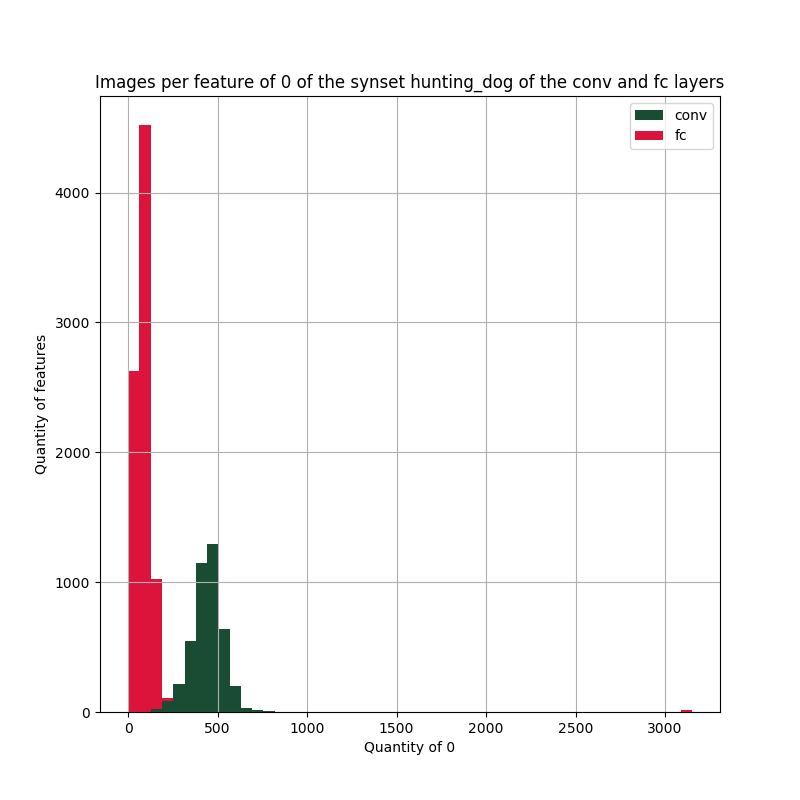 Images per feature of 0 of the synset hunting_dog of the conv and fc layers
conv
fc
4000
3000
2000
1000
0
Quantity of features
0 500 1000 1500 2000 2500 3000
Quantity of 0